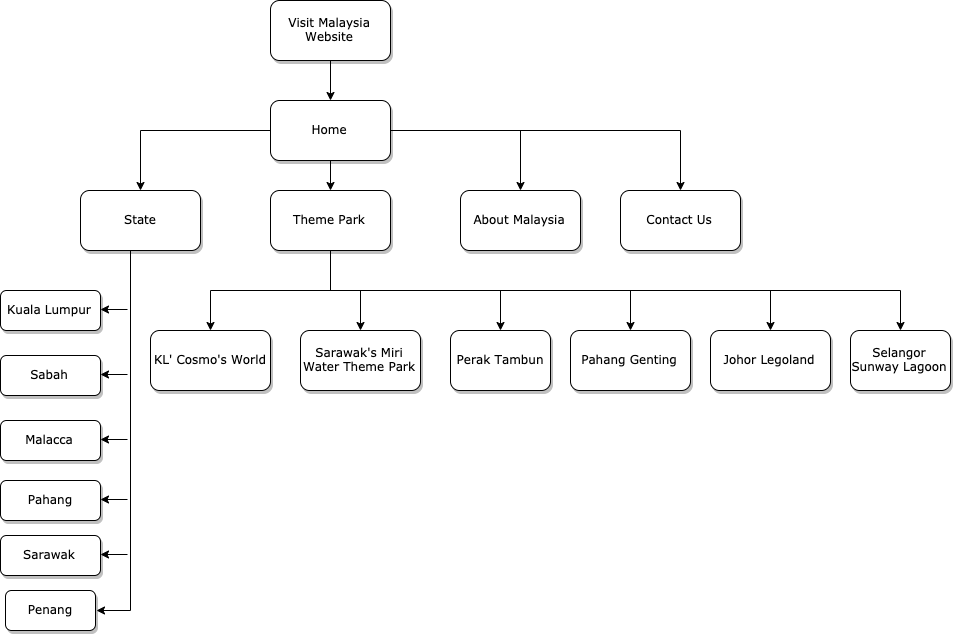 Visit Malaysia
Website
Home
State
Theme Park
About Malaysia
Contact Us
Kuala Lumpur
Sabah
Malacca
Pahang
Sarawak
Penang
KL' Cosmo's World
Sarawak's Miri
Water Theme Park
Perak Tambun
Pahang Genting
Johor Legoland
Selangor
Sunway Lagoon